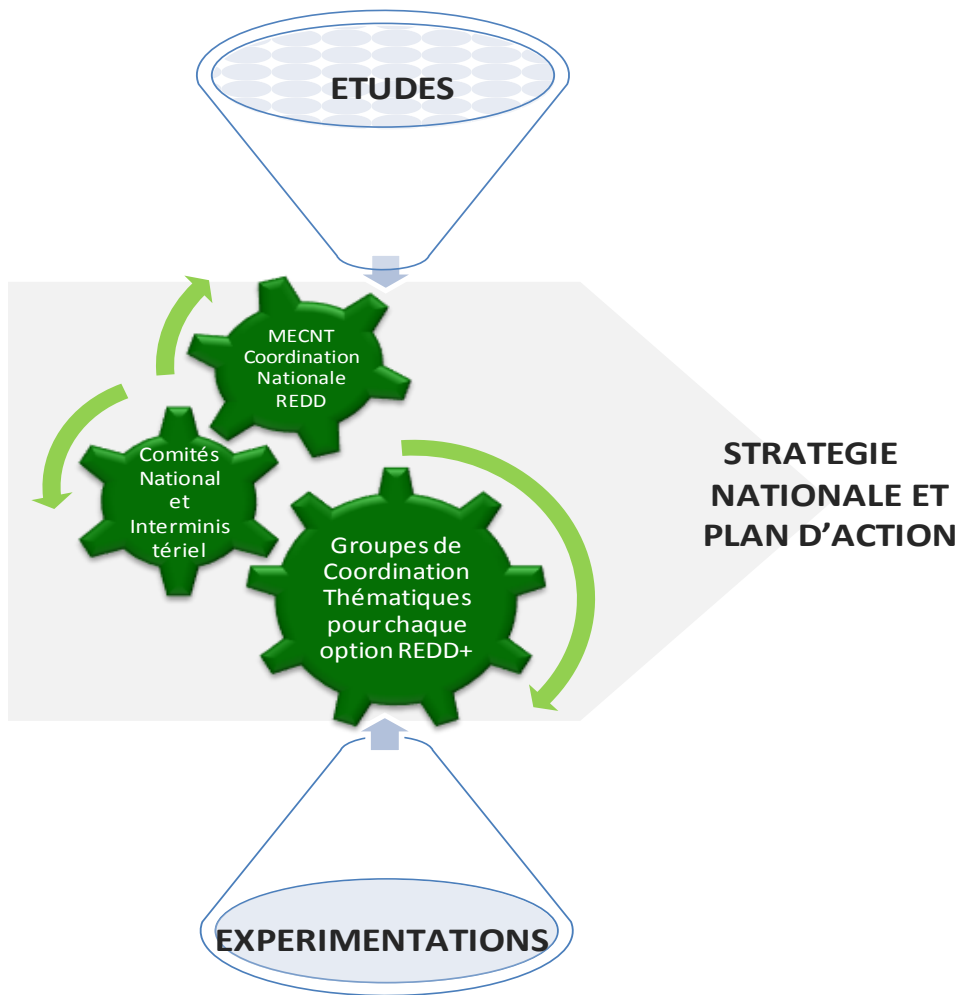 ETUDES
MECNT
Coordination
Nationale
REDD
Comités
National
et
Interminis
tériel
Groupes de
Coordination
Thématiques
pour chaque
option REDD+
STRATEGIE
NATIONALE ET
PLAN D’ACTION
EXPERIMENTATIONS